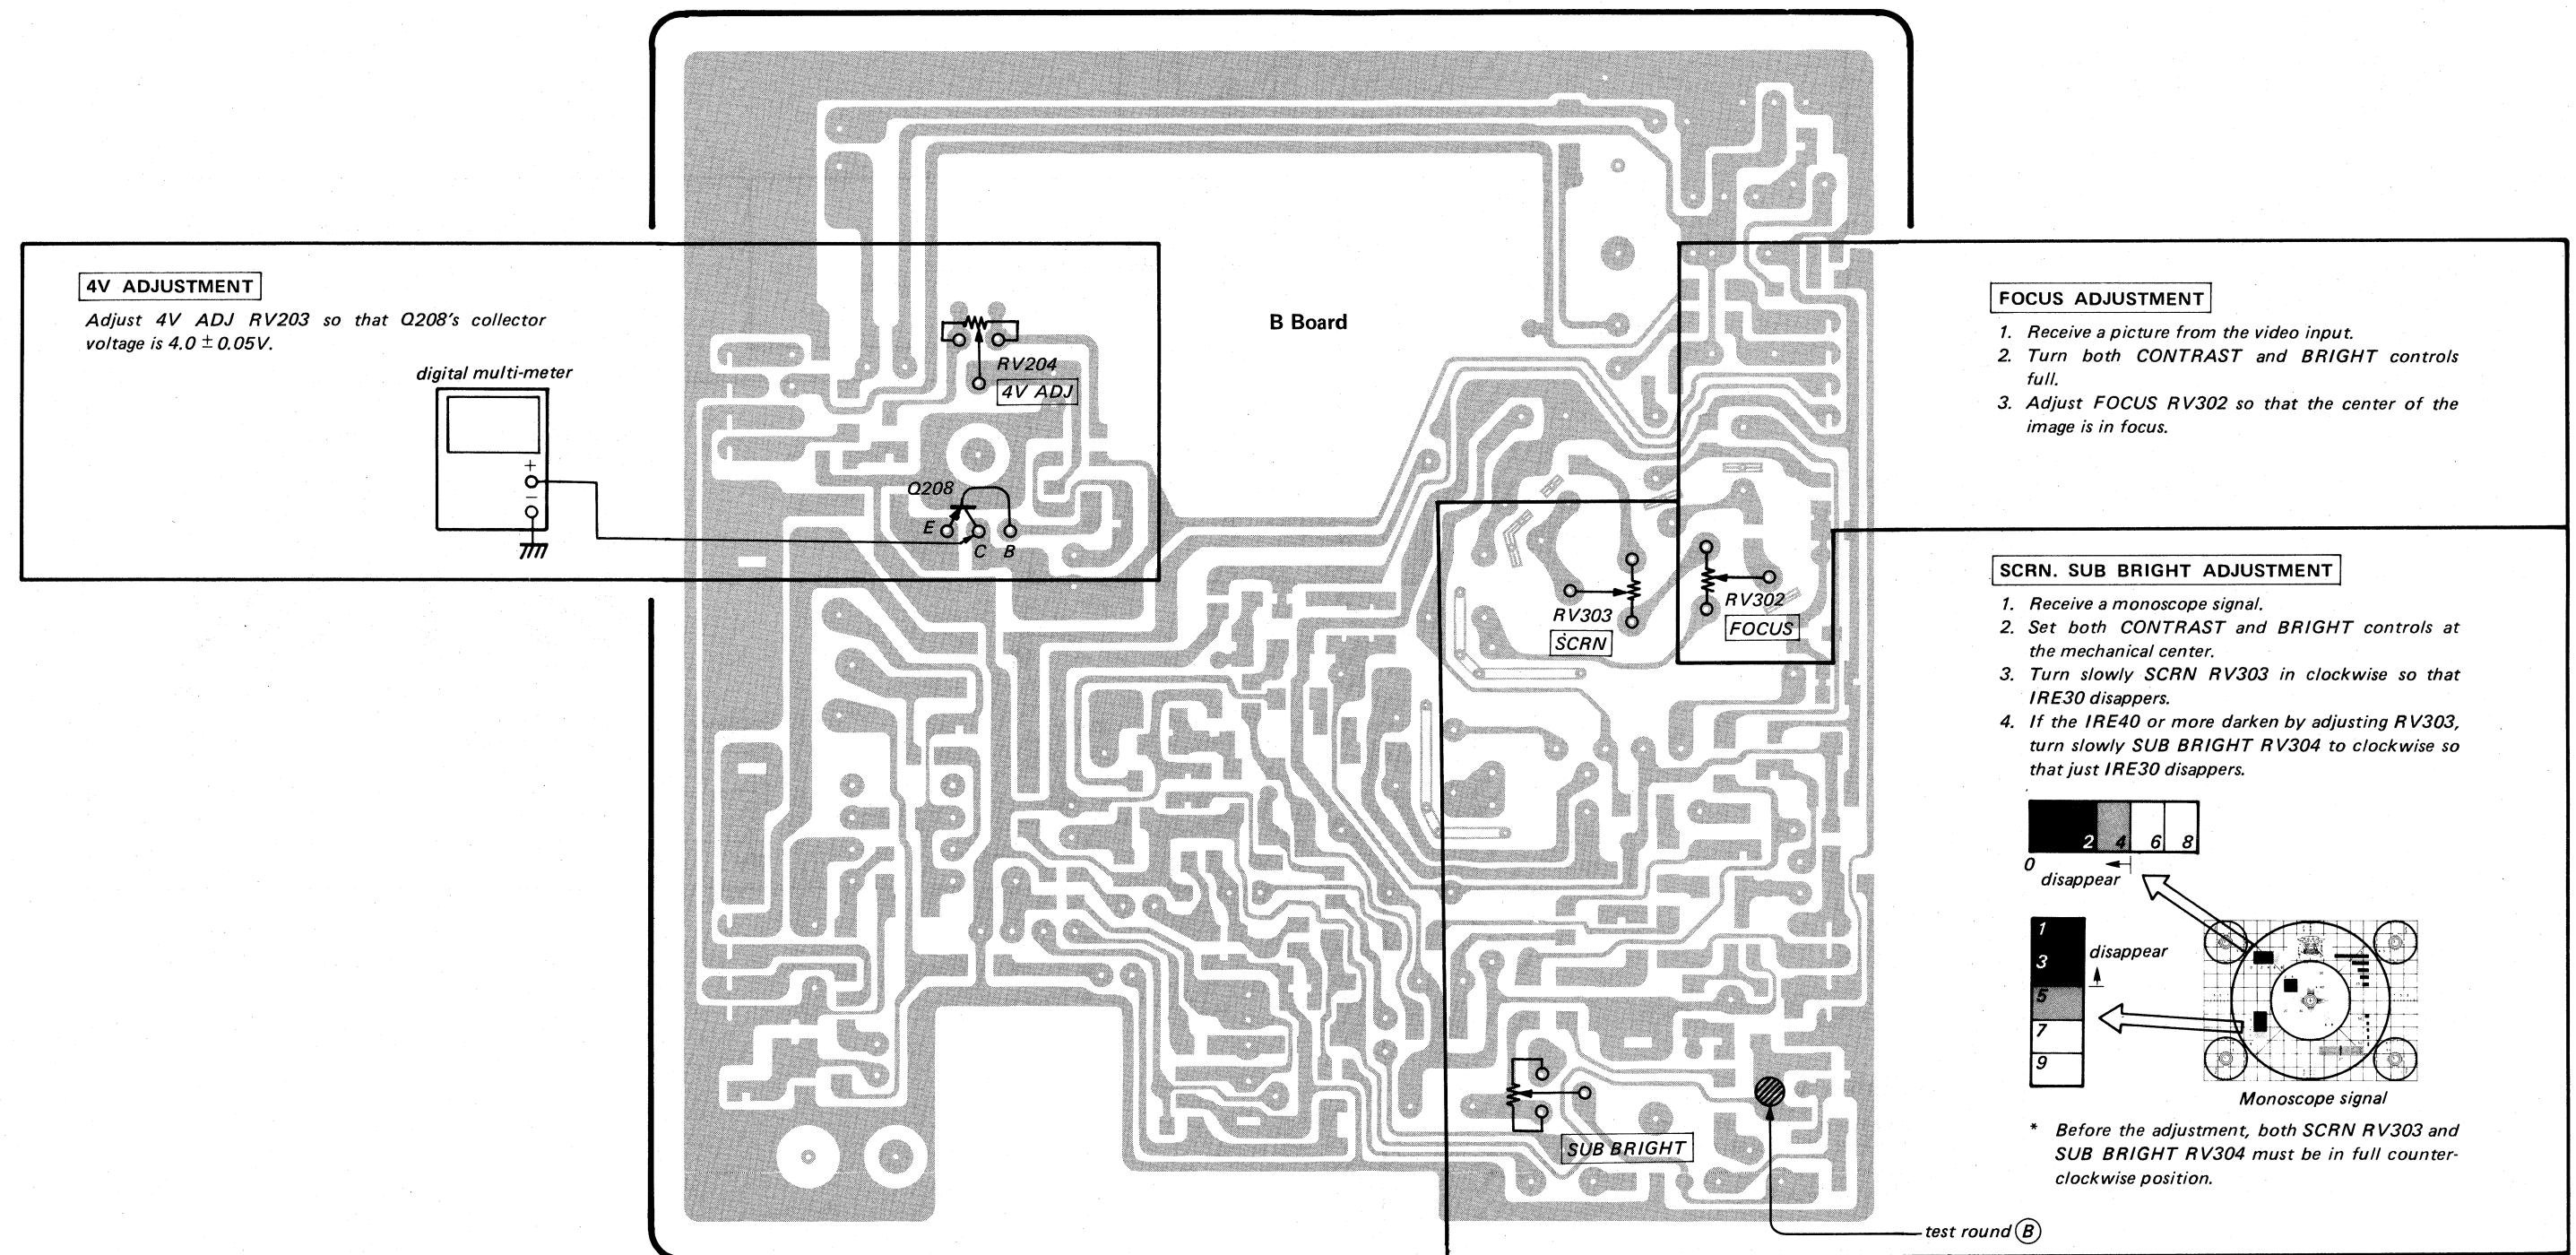 4V ADJUSTMENT
Adjust 4V ADJ RV203 so that Q208's collector
voltage is 4.0 ± 0.05V.
digital multi-meter
+
−
RV204
4V ADJ
Q208
E
C
B
B Board
RV303
SCRN
RV302
FOCUS
SUB BRIGHT
FOCUS ADJUSTMENT
1. Receive a picture from the video input.
2. Turn both CONTRAST and BRIGHT controls
full.
3. Adjust FOCUS RV302 so that the center of the
image is in focus.
SCRN. SUB BRIGHT ADJUSTMENT
1. Receive a monoscope signal.
2. Set both CONTRAST and BRIGHT controls at
the mechanical center.
3. Turn slowly SCRN RV303 in clockwise so that
IRE30 disappers.
4. If the IRE40 or more darken by adjusting RV303,
turn slowly SUB BRIGHT RV304 to clockwise so
that just IRE30 disappers.
2 4 6 8
0
disappear
1
3
disappear
5
7
9
Monoscope signal
* Before the adjustment, both SCRN RV303 and
SUB BRIGHT RV304 must be in full counter-
clockwise position.
test round B